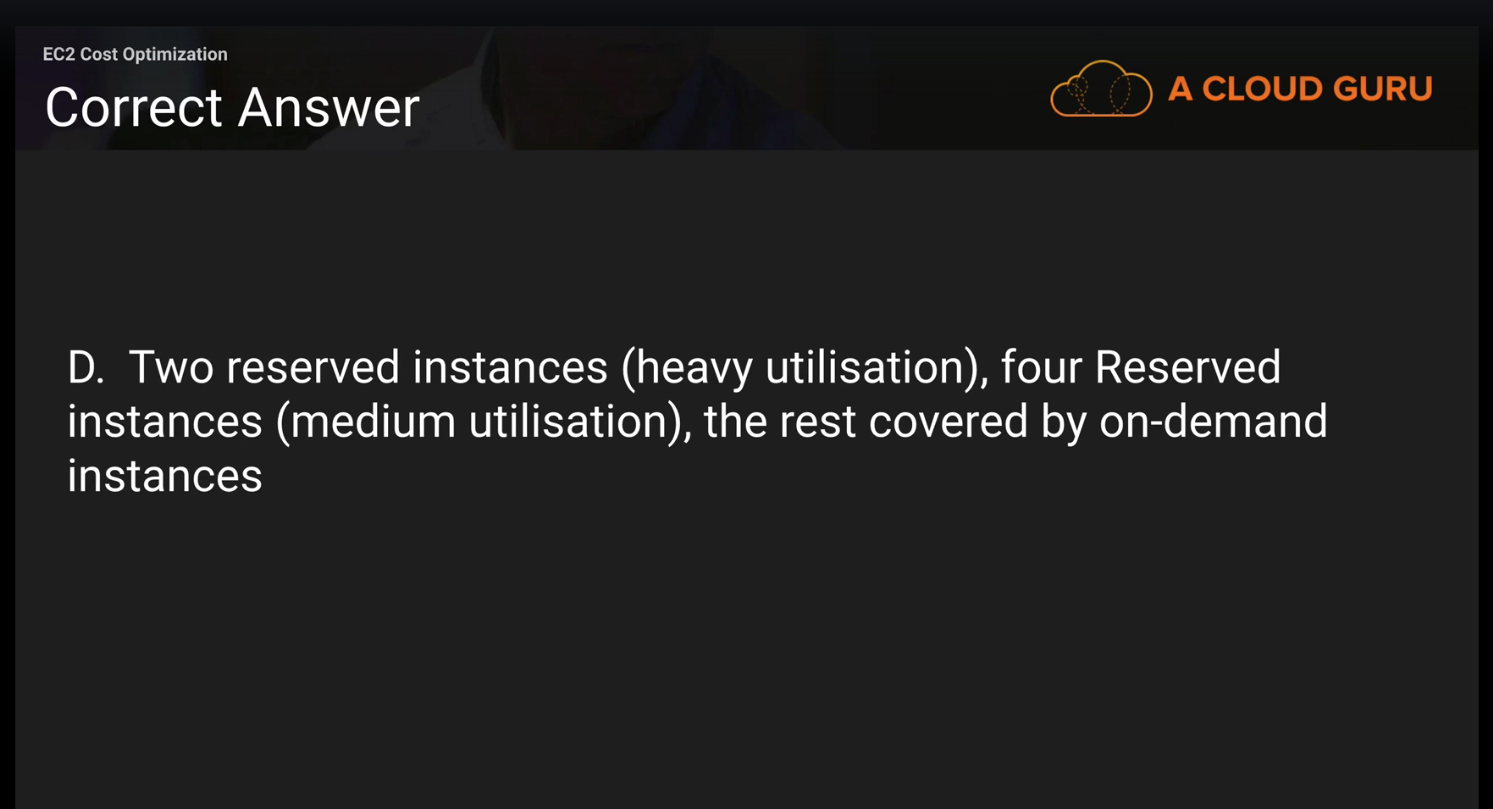 EC2 Cost Optimization
Correct Answer
A CLOUD GURU
D. Two reserved instances (heavy utilisation), four Reserved
instances (medium utilisation), the rest covered by on-demand
instances